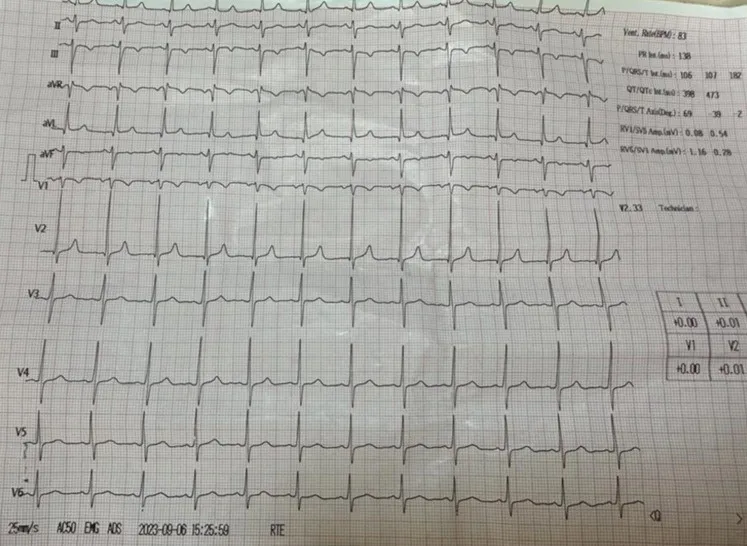 II
III
aVR
aVL
aVF
V1
V2
V3
V4
V5
V6
Vent. Rate(BPM) : 83
PR Int.(ms) : 138
P/QRS/T Int.(ms) : 106 107 182
QT/QTc Int.(ms) : 398 473
P/QRS/T Axis(Deg.) : 69 -39 -2
RV1/SV5 Amp.(mV) : 0.08 0.54
RV5/SV1 Amp.(mV) : 1.16 0.28
V2.33 Technician :
I II
+0.00 +0.01
V1 V2
+0.00 +0.01
25mm/s AC50 EMG ADS 2023-09-06 15:25:59 RTE